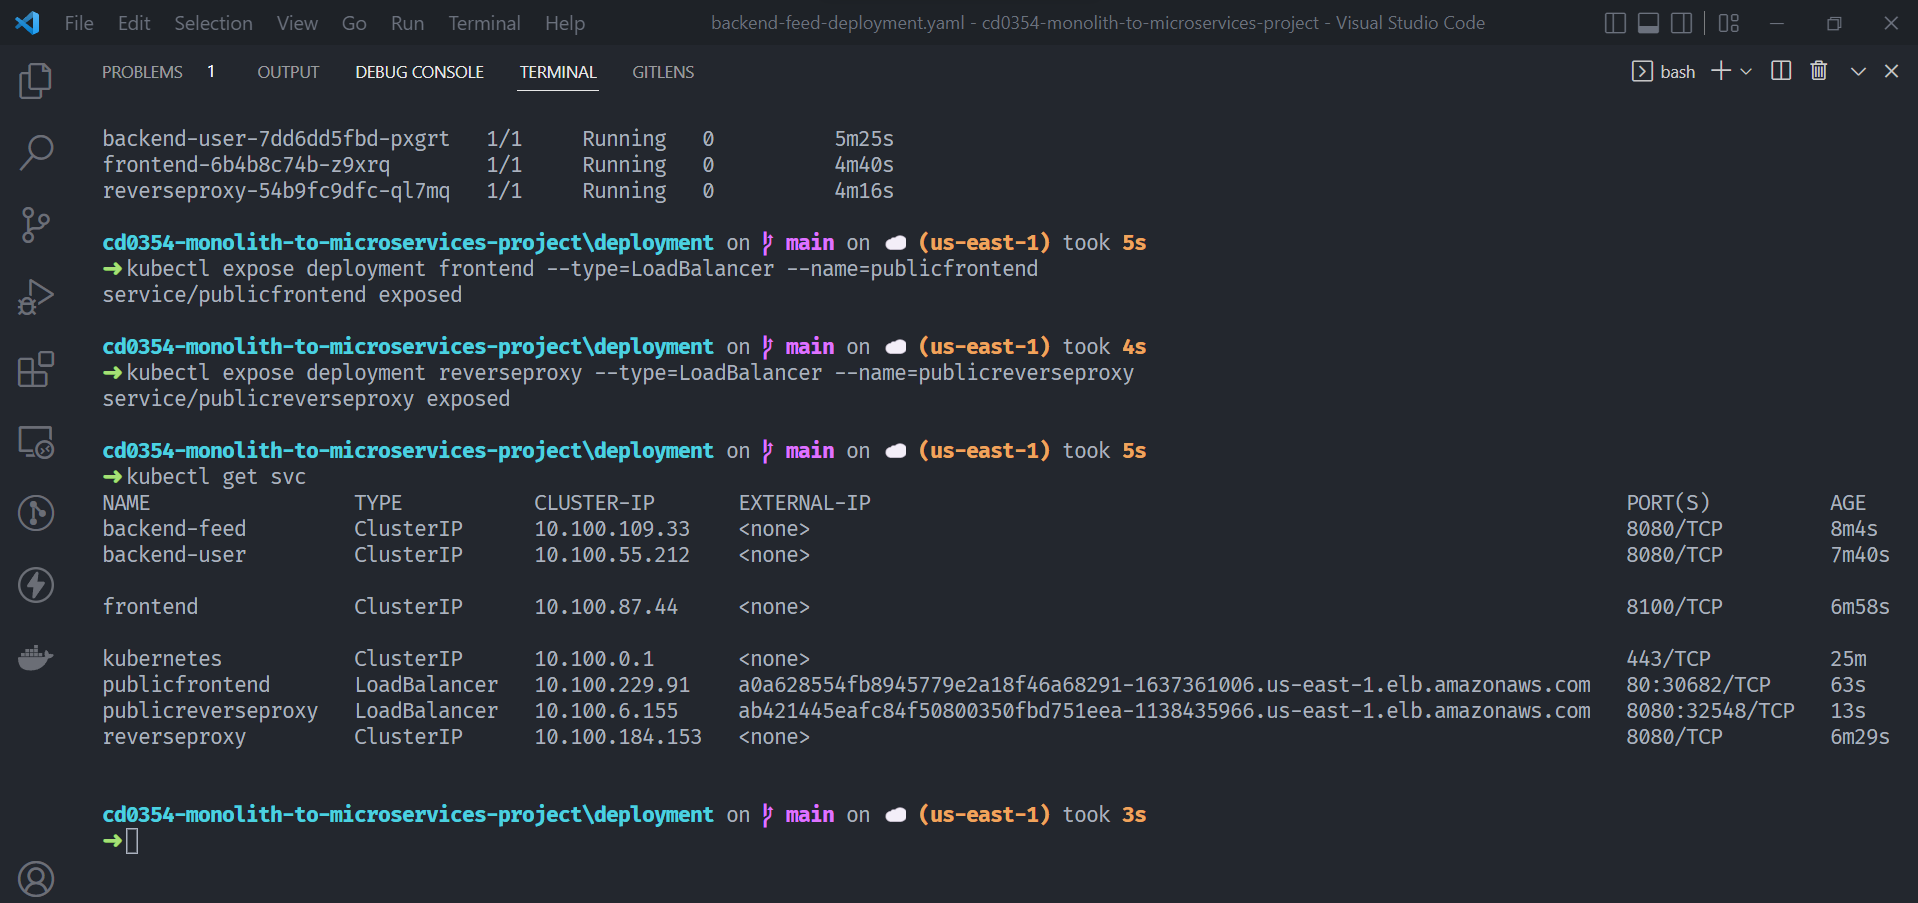 File Edit Selection View Go Run Terminal Help backend-feed-deployment.yaml - cd0354-monolith-to-microservices-project - Visual Studio Code
PROBLEMS 1 OUTPUT DEBUG CONSOLE TERMINAL GITLENS bash
backend-user-7dd6dd5fbd-pxgrt 1/1 Running 0 5m25s
frontend-6b4b8c74b-z9xrq 1/1 Running 0 4m40s
reverseproxy-54b9fc9dfc-ql7mq 1/1 Running 0 4m16s
cd0354-monolith-to-microservices-project\deployment on main on (us-east-1) took 5s
➜kubectl expose deployment frontend --type=LoadBalancer --name=publicfrontend
service/publicfrontend exposed
cd0354-monolith-to-microservices-project\deployment on main on (us-east-1) took 4s
➜kubectl expose deployment reverseproxy --type=LoadBalancer --name=publicreverseproxy
service/publicreverseproxy exposed
cd0354-monolith-to-microservices-project\deployment on main on (us-east-1) took 5s
➜kubectl get svc
NAME TYPE CLUSTER-IP EXTERNAL-IP PORT(S) AGE
backend-feed ClusterIP 10.100.109.33 <none> 8080/TCP 8m4s
backend-user ClusterIP 10.100.55.212 <none> 8080/TCP 7m40s
frontend ClusterIP 10.100.87.44 <none> 8100/TCP 6m58s
kubernetes ClusterIP 10.100.0.1 <none> 443/TCP 25m
publicfrontend LoadBalancer 10.100.229.91 a0a628554fb8945779e2a18f46a68291-1637361006.us-east-1.elb.amazonaws.com 80:30682/TCP 63s
publicreverseproxy LoadBalancer 10.100.6.155 ab421445eafc84f50800350fbd751eea-1138435966.us-east-1.elb.amazonaws.com 8080:32548/TCP 13s
reverseproxy ClusterIP 10.100.184.153 <none> 8080/TCP 6m29s
cd0354-monolith-to-microservices-project\deployment on main on (us-east-1) took 3s
➜